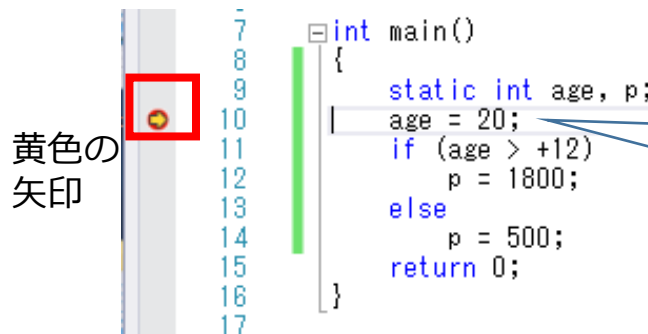 7 int main()
8 {
9 static int age, p;
10 age = 20;
11 if (age > +12)
12 p = 1800;
13 else
14 p = 500;
15 return 0;
16 }
17
黄色の
矢印